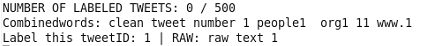 NUMBER OF LABELED TWEETS: 0 / 500
Combinedwords: clean tweet number 1 people1  org1 11 www.1
Label this tweetID: 1 | RAW: raw text 1